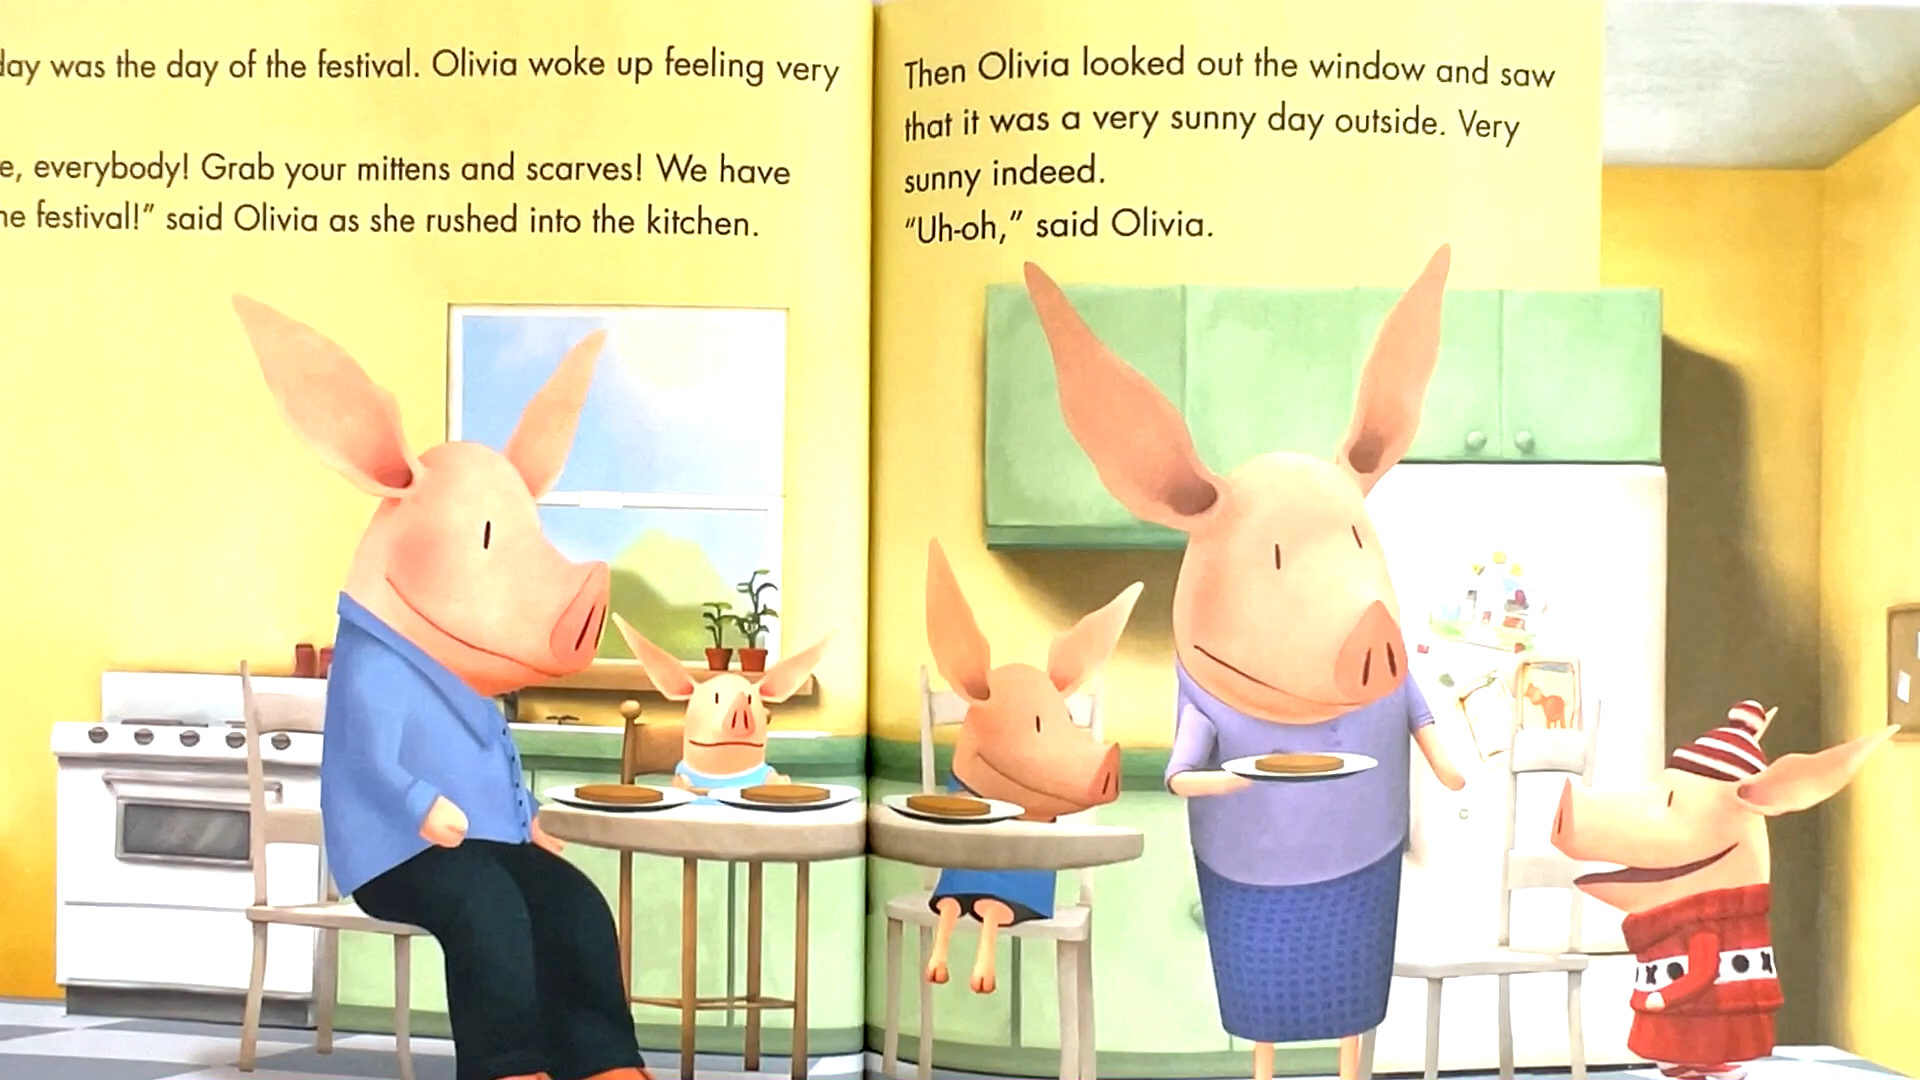 was the day of the festival. Olivia woke up feeling very
everybody! Grab your mittens and scarves! We have
festival!” said Olivia as she rushed into the kitchen.
Then Olivia looked out the window and saw
that it was a very sunny day outside. Very
sunny indeed.
“Uh-oh,” said Olivia.